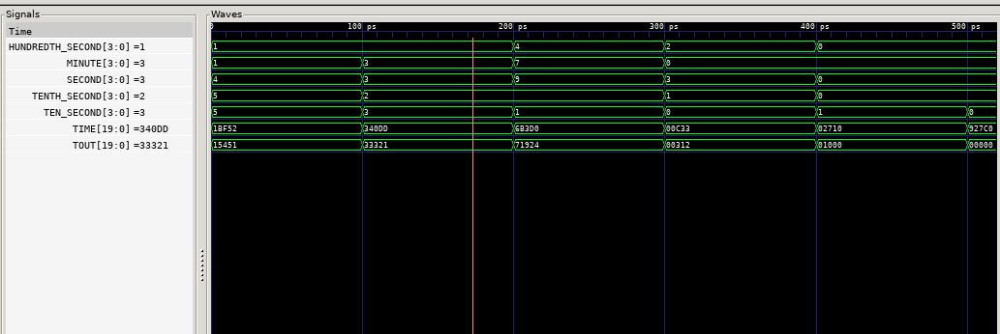 Signals
Waves
Time
0 100 ps 200 ps 300 ps 400 ps 500 ps
HUNDREDTH_SECOND[3:0] =1 1 4 2 0
MINUTE[3:0] =3 1 3 7 0
SECOND[3:0] =3 4 3 9 3 0
TENTH_SECOND[3:0] =2 5 2 1 0
TEN_SECOND[3:0] =3 5 3 1 0 1 0
TIME[19:0] =340DD 1BF52 340DD 6B3D0 00C33 02710 927C0
TOUT[19:0] =33321 15451 33321 71924 00312 01000 00000